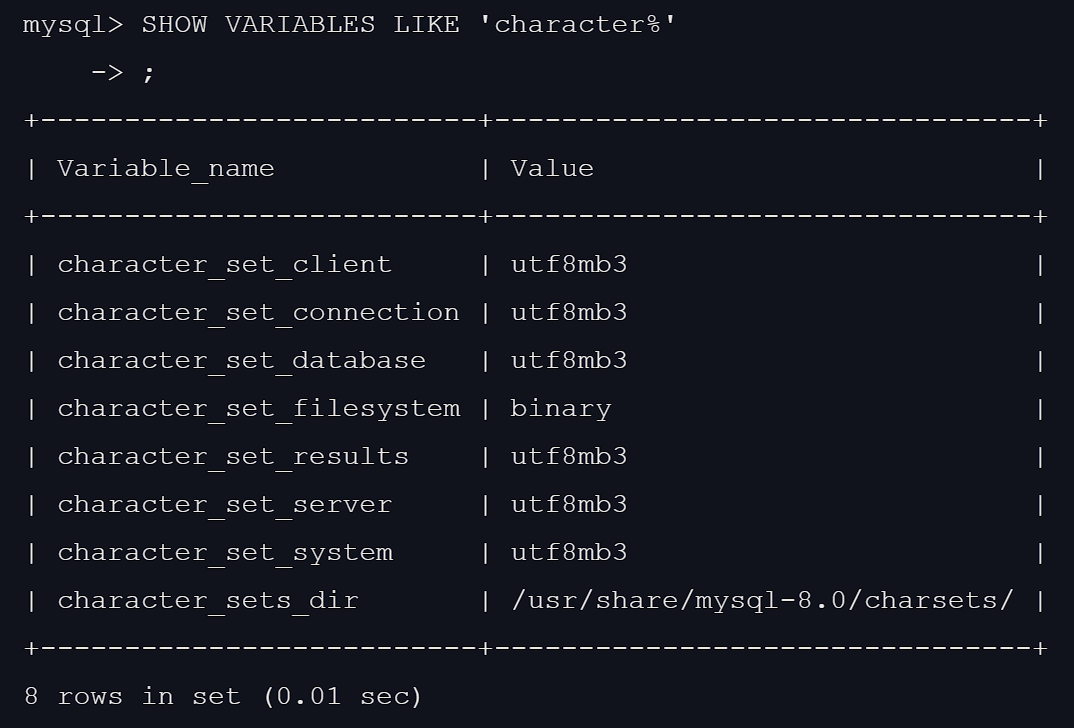 mysql> SHOW VARIABLES LIKE 'character%'
    -> ;
+--------------------------+--------------------------------+
| Variable_name            | Value                          |
+--------------------------+--------------------------------+
| character_set_client     | utf8mb3                        |
| character_set_connection | utf8mb3                        |
| character_set_database   | utf8mb3                        |
| character_set_filesystem | binary                         |
| character_set_results    | utf8mb3                        |
| character_set_server     | utf8mb3                        |
| character_set_system     | utf8mb3                        |
| character_sets_dir       | /usr/share/mysql-8.0/charsets/ |
+--------------------------+--------------------------------+
8 rows in set (0.01 sec)